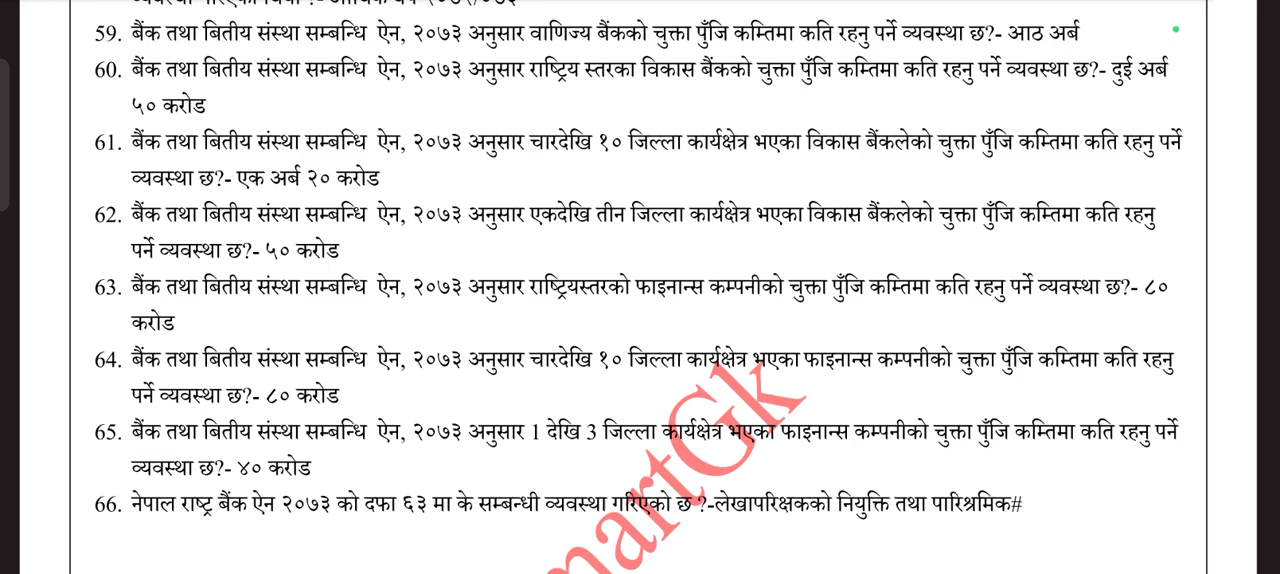 59. बैंक तथा बितीय संस्था सम्बन्धि ऐन, २०७३ अनुसार वाणिज्य बैंकको चुक्ता पुँजि कम्तिमा कति रहनु पर्ने व्यवस्था छ?- आठ अर्ब
60. बैंक तथा बितीय संस्था सम्बन्धि ऐन, २०७३ अनुसार राष्ट्रिय स्तरका विकास बैंकको चुक्ता पुँजि कम्तिमा कति रहनु पर्ने व्यवस्था छ?- दुई अर्ब
५० करोड
61. बैंक तथा बितीय संस्था सम्बन्धि ऐन, २०७३ अनुसार चारदेखि १० जिल्ला कार्यक्षेत्र भएका विकास बैंकलेको चुक्ता पुँजि कम्तिमा कति रहनु पर्ने
व्यवस्था छ?- एक अर्ब २० करोड
62. बैंक तथा बितीय संस्था सम्बन्धि ऐन, २०७३ अनुसार एकदेखि तीन जिल्ला कार्यक्षेत्र भएका विकास बैंकलेको चुक्ता पुँजि कम्तिमा कति रहनु
पर्ने व्यवस्था छ?- ५० करोड
63. बैंक तथा बितीय संस्था सम्बन्धि ऐन, २०७३ अनुसार राष्ट्रियस्तरको फाइनान्स कम्पनीको चुक्ता पुँजि कम्तिमा कति रहनु पर्ने व्यवस्था छ?- ८०
करोड
64. बैंक तथा बितीय संस्था सम्बन्धि ऐन, २०७३ अनुसार चारदेखि १० जिल्ला कार्यक्षेत्र भएका फाइनान्स कम्पनीको चुक्ता पुँजि कम्तिमा कति रहनु
पर्ने व्यवस्था छ?- ८० करोड
65. बैंक तथा बितीय संस्था सम्बन्धि ऐन, २०७३ अनुसार 1 देखि 3 जिल्ला कार्यक्षेत्र भएको फाइनान्स कम्पनीको चुक्ता पुँजि कम्तिमा कति रहनु पर्ने
व्यवस्था छ?- ४० करोड
66. नेपाल राष्ट्र बैंक ऐन २०७३ को दफा ६३ मा के सम्बन्धी व्यवस्था गरिएको छ ?-लेखापरिक्षकको नियुक्ति तथा पारिश्रमिक#
martGk